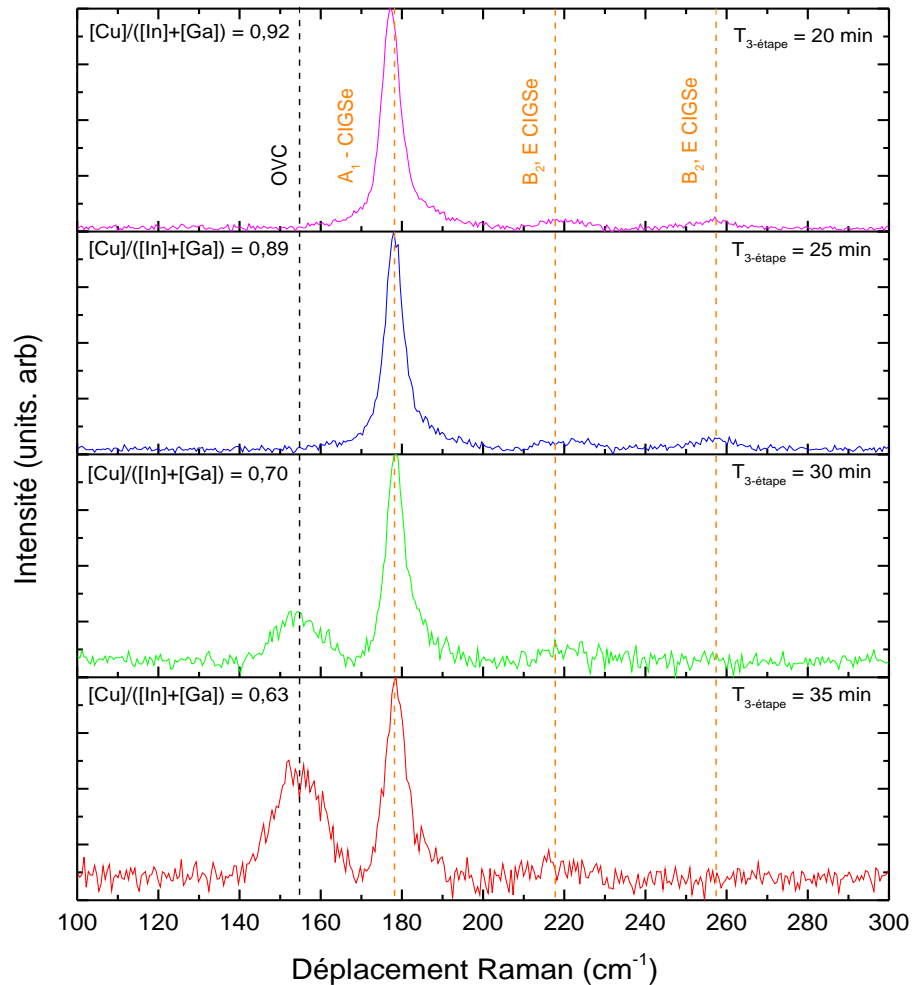 [Cu]/([In]+[Ga]) = 0,92
T3-étape = 20 min
OVC
A1 - CIGSe
B2, E CIGSe
B2, E CIGSe
[Cu]/([In]+[Ga]) = 0,89
T3-étape = 25 min
[Cu]/([In]+[Ga]) = 0,70
T3-étape = 30 min
[Cu]/([In]+[Ga]) = 0,63
T3-étape = 35 min
Intensité (units. arb)
100 120 140 160 180 200 220 240 260 280 300
Déplacement Raman (cm-1)